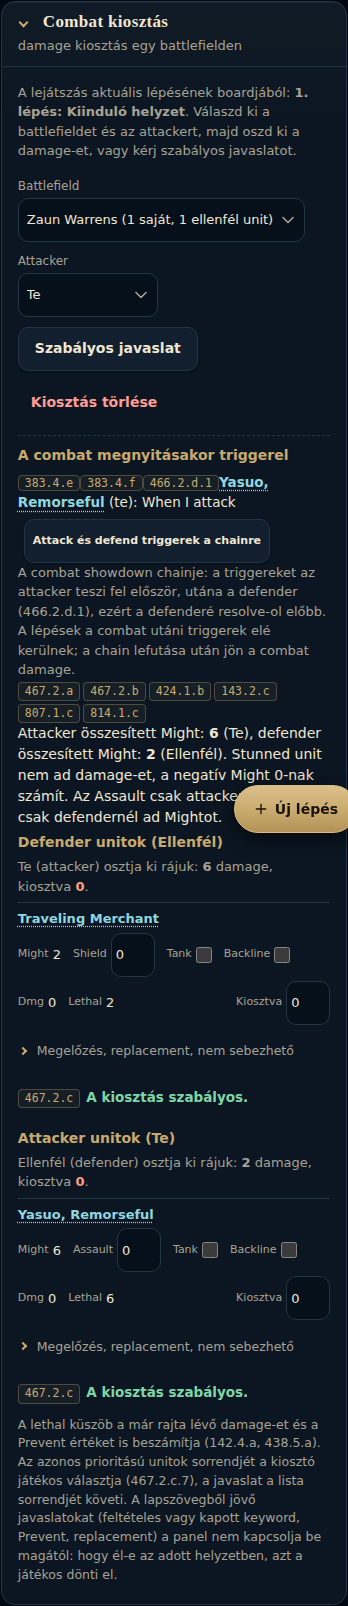 Combat kiosztás
damage kiosztás egy battlefielden
A lejátszás aktuális lépésének boardjából: 1.
lépés: Kiinduló helyzet. Válaszd ki a
battlefieldet és az attackert, majd oszd ki a
damage-et, vagy kérj szabályos javaslatot.
Battlefield
Zaun Warrens (1 saját, 1 ellenfél unit)
Attacker
Te
Szabályos javaslat
Kiosztás törlése
A combat megnyitásakor triggerel
383.4.e 383.4.f 466.2.d.1 Yasuo,
Remorseful (te): When I attack
Attack és defend triggerek a chainre
A combat showdown chainje: a triggereket az
attacker teszi fel először, utána a defender
(466.2.d.1), ezért a defenderé resolve-ol előbb.
A lépések a combat utáni triggerek elé
kerülnek; a chain lefutása után jön a combat
damage.
467.2.a 467.2.b 424.1.b 143.2.c
807.1.c 814.1.c
Attacker összesített Might: 6 (Te), defender
összesített Might: 2 (Ellenfél). Stunned unit
nem ad damage-et, a negatív Might 0-nak
számít. Az Assault csak attacke
csak defendernél ad Mightot.
+ Új lépés
Defender unitok (Ellenfél)
Te (attacker) osztja ki rájuk: 6 damage,
kiosztva 0.
Traveling Merchant
Might 2 Shield 0 Tank Backline
Dmg 0 Lethal 2 Kiosztva 0
Megelőzés, replacement, nem sebezhető
467.2.c A kiosztás szabályos.
Attacker unitok (Te)
Ellenfél (defender) osztja ki rájuk: 2 damage,
kiosztva 0.
Yasuo, Remorseful
Might 6 Assault 0 Tank Backline
Dmg 0 Lethal 6 Kiosztva 0
Megelőzés, replacement, nem sebezhető
467.2.c A kiosztás szabályos.
A lethal küszöb a már rajta lévő damage-et és a
Prevent értéket is beszámítja (142.4.a, 438.5.a).
Az azonos prioritású unitok sorrendjét a kiosztó
játékos választja (467.2.c.7), a javaslat a lista
sorrendjét követi. A lapszövegből jövő
javaslatokat (feltételes vagy kapott keyword,
Prevent, replacement) a panel nem kapcsolja be
magától: hogy él-e az adott helyzetben, azt a
játékos dönti el.